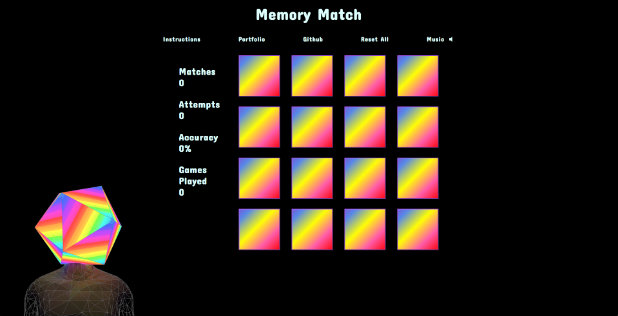 Memory Match
Instructions
Portfolio
Github
Reset All
Music
Matches
0
Attempts
0
Accuracy
0%
Games
Played
0